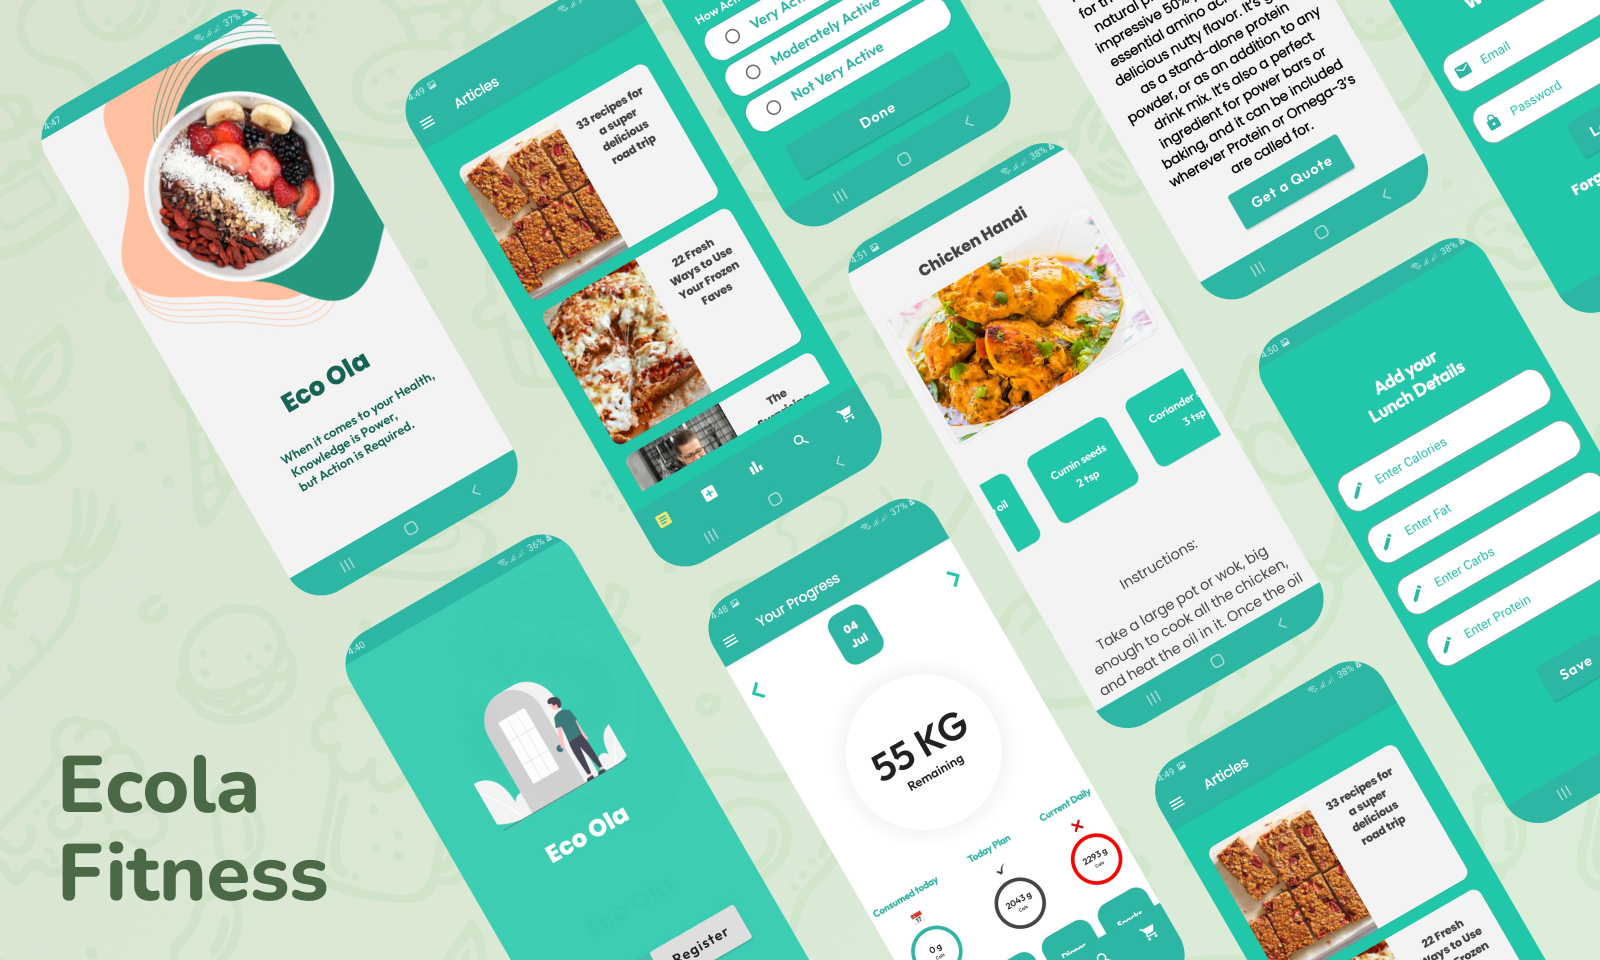 4:47
37%
Eco Ola
When it comes to your Health,
Knowledge is Power,
but Action is Required.
4:49
Articles
33 recipes for
a super
delicious
road trip
22 Fresh
Ways to Use
Your Frozen
Faves
The
How
Very
Moderately Active
Not Very Active
Done
4:51
38%
Chicken Handi
oil
Cumin seeds
2 tsp
Coriander
3 tsp
Instructions:
Take a large pot or wok, big
enough to cook all the chicken,
and heat the oil in it. Once the oil
natural
impressive 50%
essential amino
delicious nutty flavor. It's
as a stand-alone protein
powder, or as an addition to any
drink mix. It's also a perfect
ingredient for power bars or
baking, and it can be included
wherever Protein or Omega-3's
are called for.
Get a Quote
Email
Password
4:50
38%
Add your
Lunch Details
Enter Calories
Enter Fat
Enter Carbs
Enter Protein
Save
4:40
36%
Eco Ola
Eco Ola
Register
4:48
37%
Your Progress
04
Jul
55 KG
Remaining
Consumed today
0 g
Cals
Today Plan
2043 g
Cals
Current Daily
2293 g
Cals
4:49
38%
Articles
33 recipes for
a super
delicious
road trip
22 Fresh
Ways to Use
Your Frozen
Ecola
Fitness